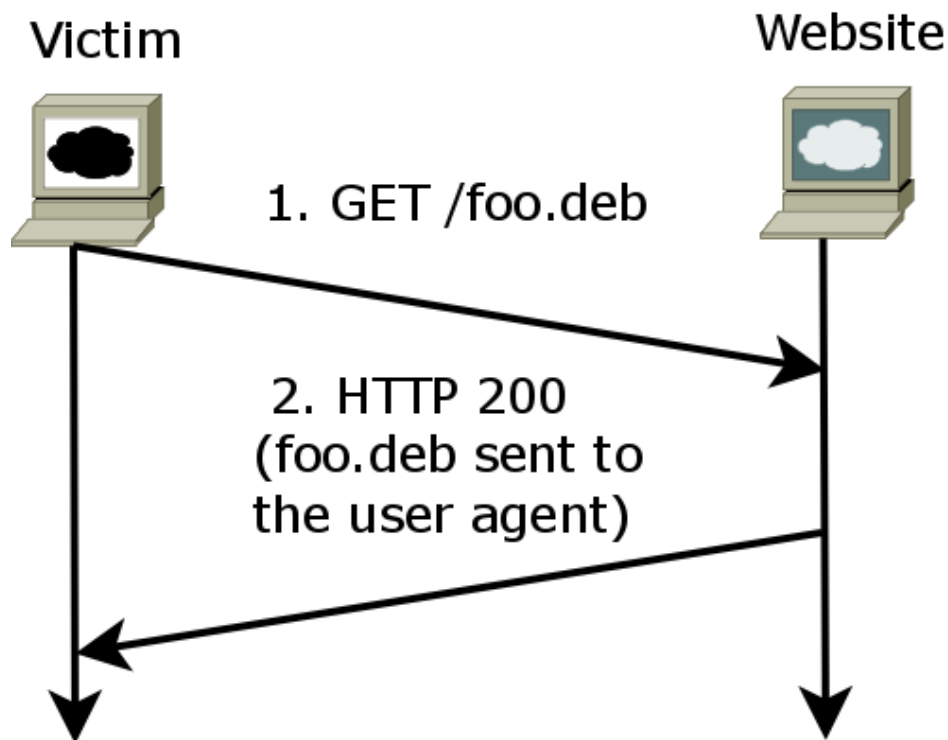 Victim
Website
1. GET /foo.deb
2. HTTP 200
(foo.deb sent to
the user agent)